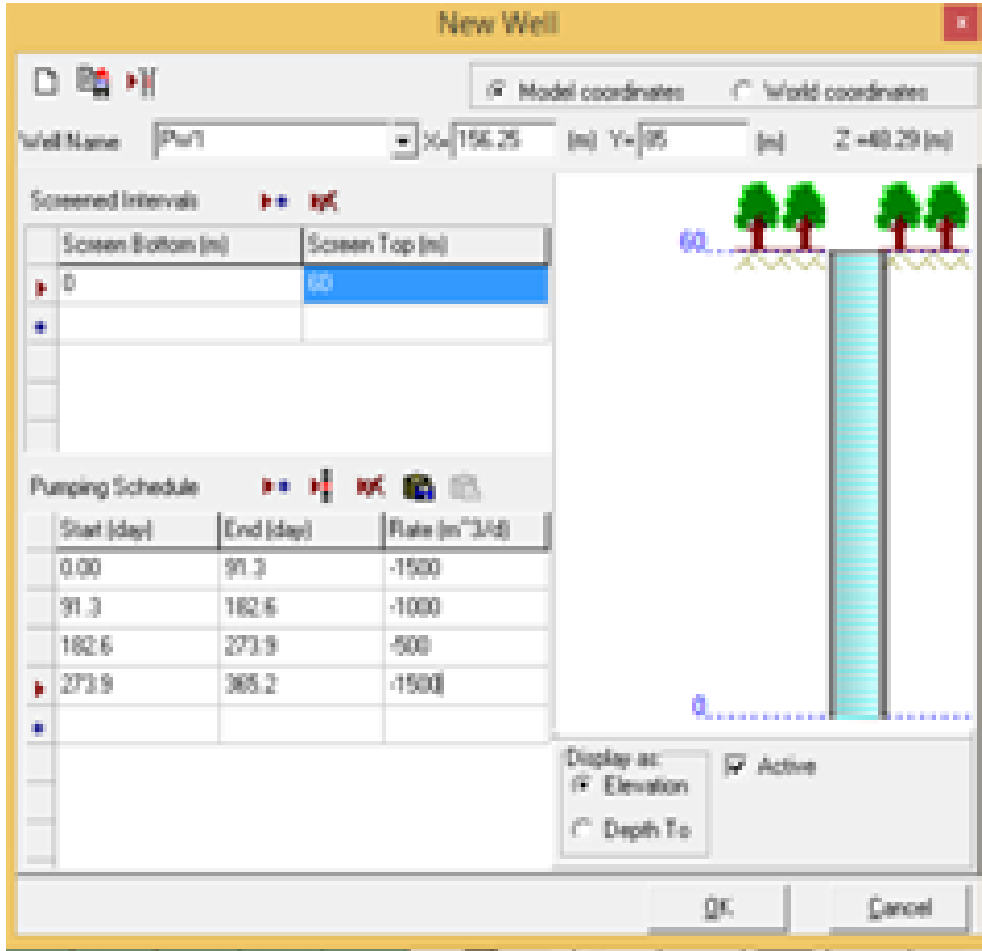 New Well
Model coordinates World coordinates
Well Name PW1 X= 156.25 (m) Y= 85 (m) Z =48.29 (m)
Screened Intervals
Screen Bottom (m) Screen Top (m)
0 60
60
Pumping Schedule
Start (day) End (day) Rate (m^3/d)
0.00 91.3 -1500
91.3 182.6 -1000
182.6 273.9 -500
273.9 365.2 -1500
0
Display as:
Elevation
Depth To
Active
OK Cancel